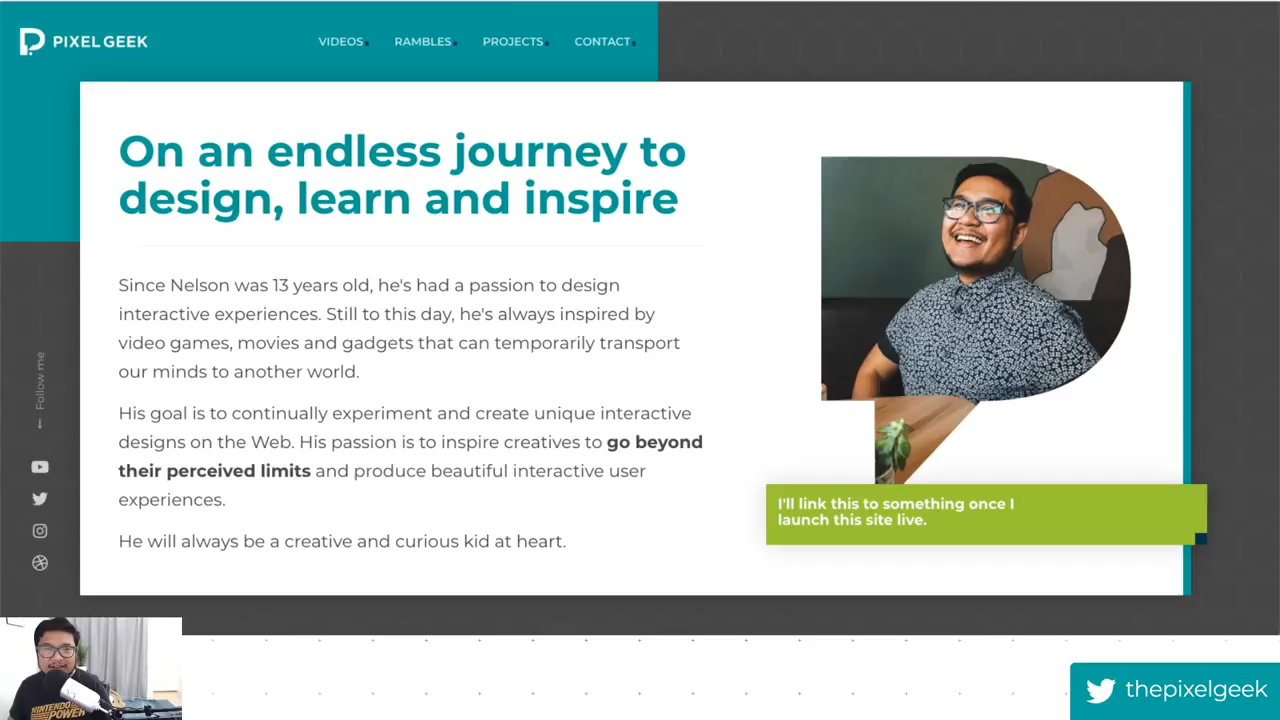 PIXEL GEEK
VIDEOS
RAMBLES
PROJECTS
CONTACT
On an endless journey to
design, learn and inspire
Since Nelson was 13 years old, he's had a passion to design
interactive experiences. Still to this day, he's always inspired by
video games, movies and gadgets that can temporarily transport
our minds to another world.
His goal is to continually experiment and create unique interactive
designs on the Web. His passion is to inspire creatives to go beyond
their perceived limits and produce beautiful interactive user
experiences.
He will always be a creative and curious kid at heart.
I'll link this to something once I
launch this site live.
Follow me
NINTENDO
POWER
thepixelgeek